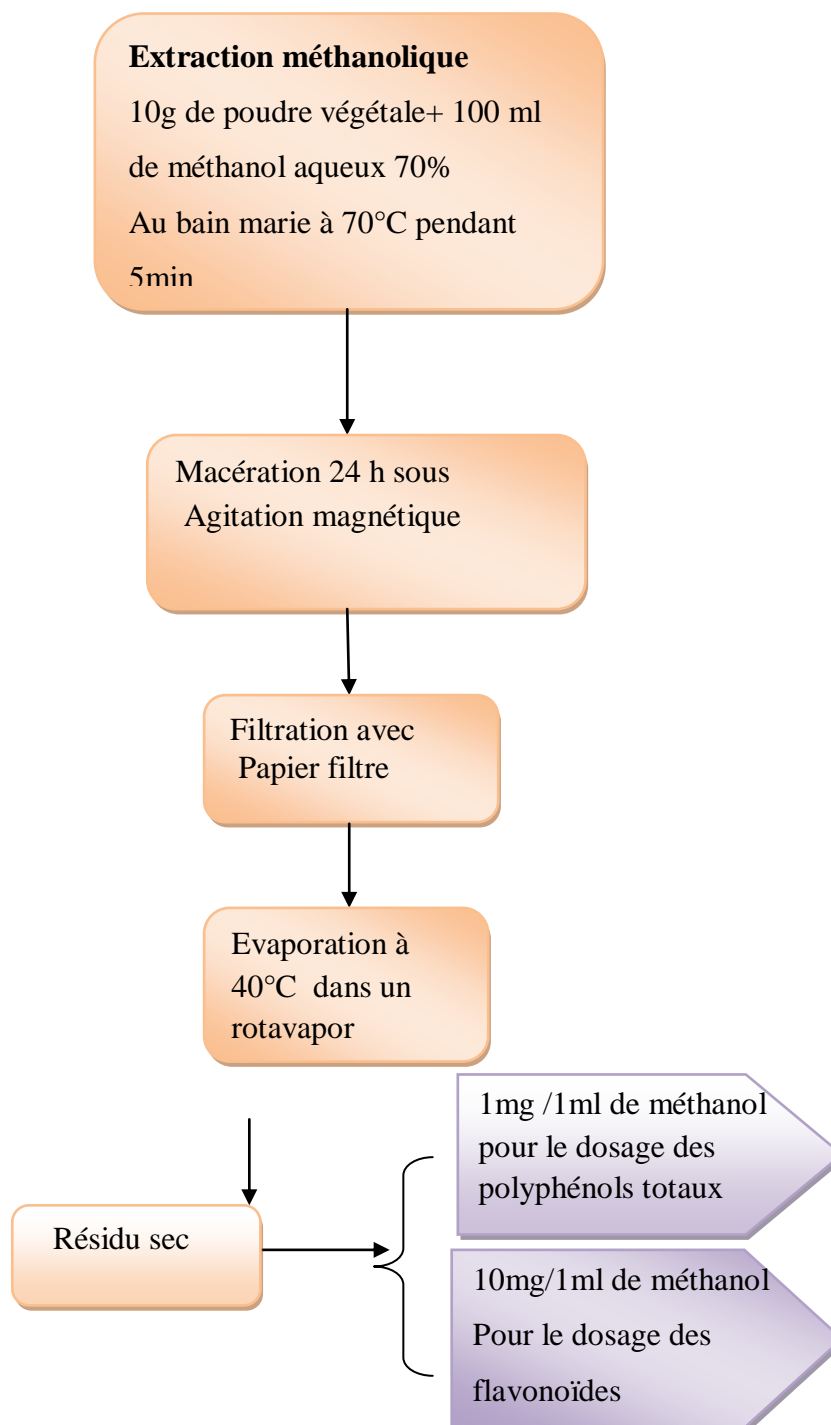 Extraction méthanolique
10g de poudre végétale+ 100 ml
de méthanol aqueux 70%
Au bain marie à 70°C pendant
5min
Macération 24 h sous
Agitation magnétique
Filtration avec
Papier filtre
Evaporation à
40°C dans un
rotavapor
Résidu sec
1mg /1ml de méthanol
pour le dosage des
polyphénols totaux
10mg/1ml de méthanol
Pour le dosage des
flavonoïdes